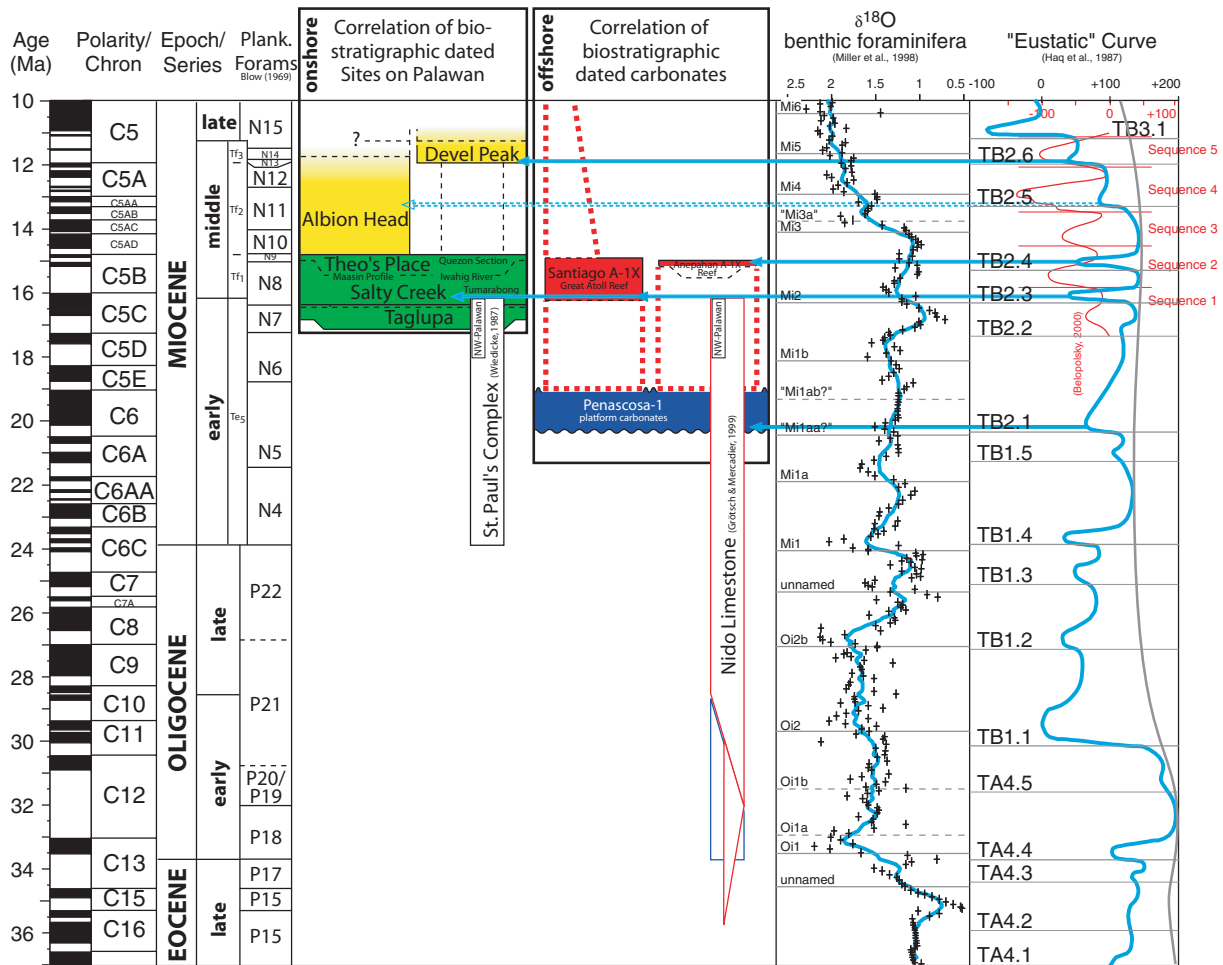 Age
(Ma)
Polarity/
Chron
Epoch/
Series
Plank.
Forams
Blow (1969)
onshore
Correlation of bio-
stratigraphic dated
Sites on Palawan
offshore
Correlation of
biostratigraphic
dated carbonates
δ18O
benthic foraminifera
(Miller et al., 1998)
2.5 2.0 1.5 1 0.5
"Eustatic" Curve
(Haq et al., 1987)
-100 0 +100 +200
-100 0 +100
10
12
14
16
18
20
22
24
26
28
30
32
34
36
C5
C5A
C5AA
C5AB
C5AC
C5AD
C5B
C5C
C5D
C5E
C6
C6A
C6AA
C6B
C6C
C7
C7A
C8
C9
C10
C11
C12
C13
C15
C16
MIOCENE
OLIGOCENE
EOCENE
late
middle
early
late
early
late
Tf3
Tf2
Tf1
Te5
N15
N14
N13
N12
N11
N10
N9
N8
N7
N6
N5
N4
P22
P21
P20/
P19
P18
P17
P15
P15
?
Devel Peak
Albion Head
Theo's Place
Quezon Section
Maasin Profile
Iwahig River
Salty Creek
Tumarabong
Taglupa
NW-Palawan
St. Paul's Complex (Wiedicke, 1987)
Santiago A-1X
Great Atoll Reef
Anepahan A-1X
Reef
NW-Palawan
Penascosa-1
platform carbonates
Nido Limestone (Grötsch & Mercadier, 1999)
Mi6
Mi5
Mi4
"Mi3a"
Mi3
Mi2
Mi1b
"Mi1ab?"
"Mi1aa?"
Mi1a
Mi1
unnamed
Oi2b
Oi2
Oi1b
Oi1a
Oi1
unnamed
TB3.1
TB2.6
TB2.5
TB2.4
TB2.3
TB2.2
TB2.1
TB1.5
TB1.4
TB1.3
TB1.2
TB1.1
TA4.5
TA4.4
TA4.3
TA4.2
TA4.1
Sequence 5
Sequence 4
Sequence 3
Sequence 2
Sequence 1
(Belopolsky, 2000)